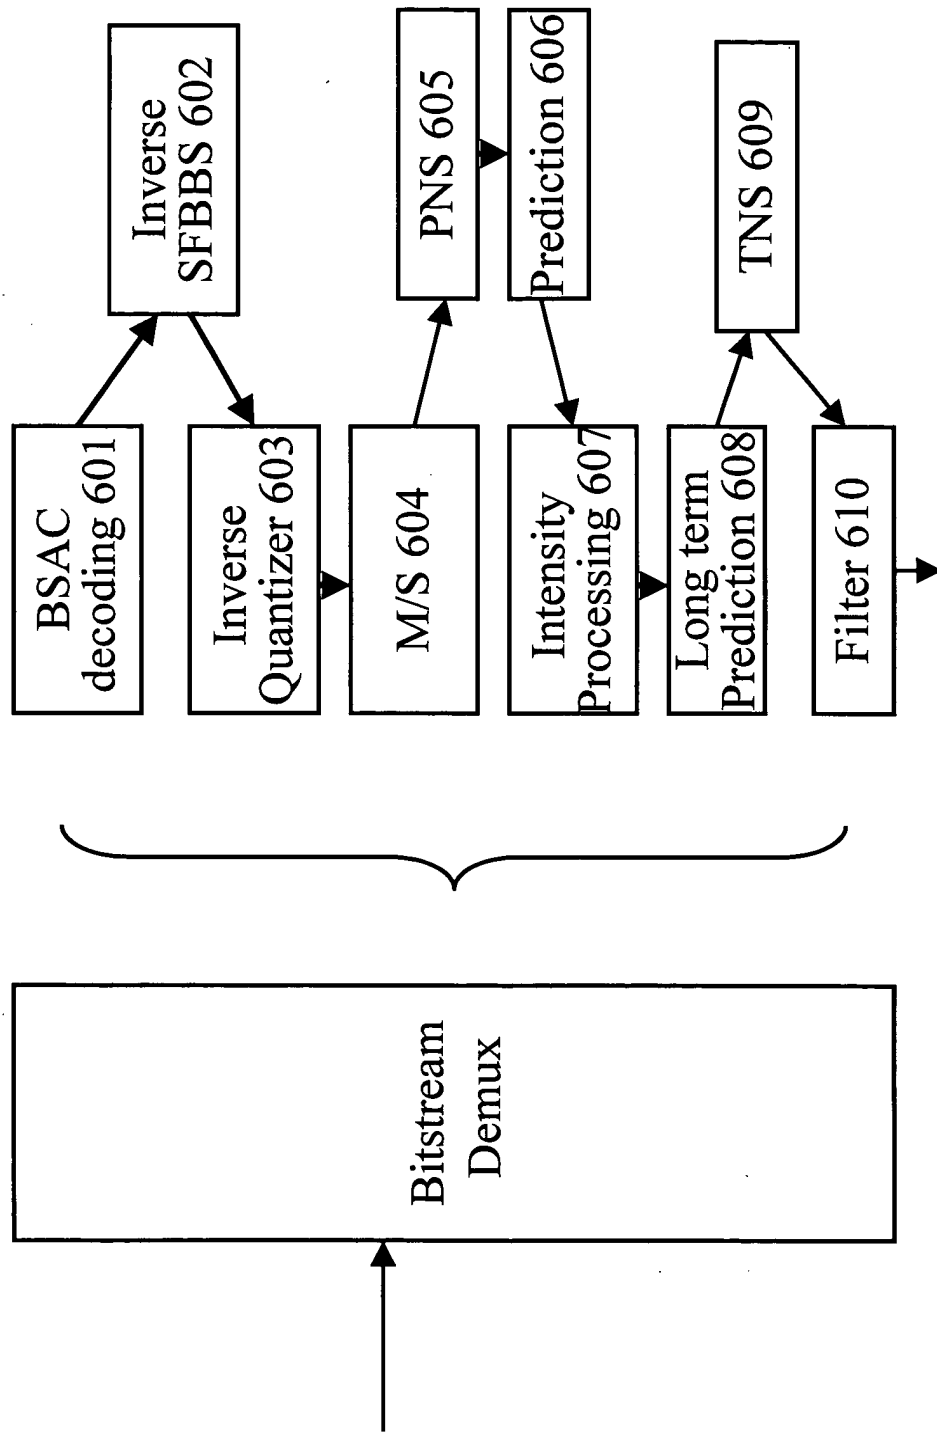 Bitstream
Demux
BSAC
decoding 601
Inverse
SFBBS 602
Inverse
Quantizer 603
M/S 604
PNS 605
Prediction 606
Intensity
Processing 607
Long term
Prediction 608
TNS 609
Filter 610